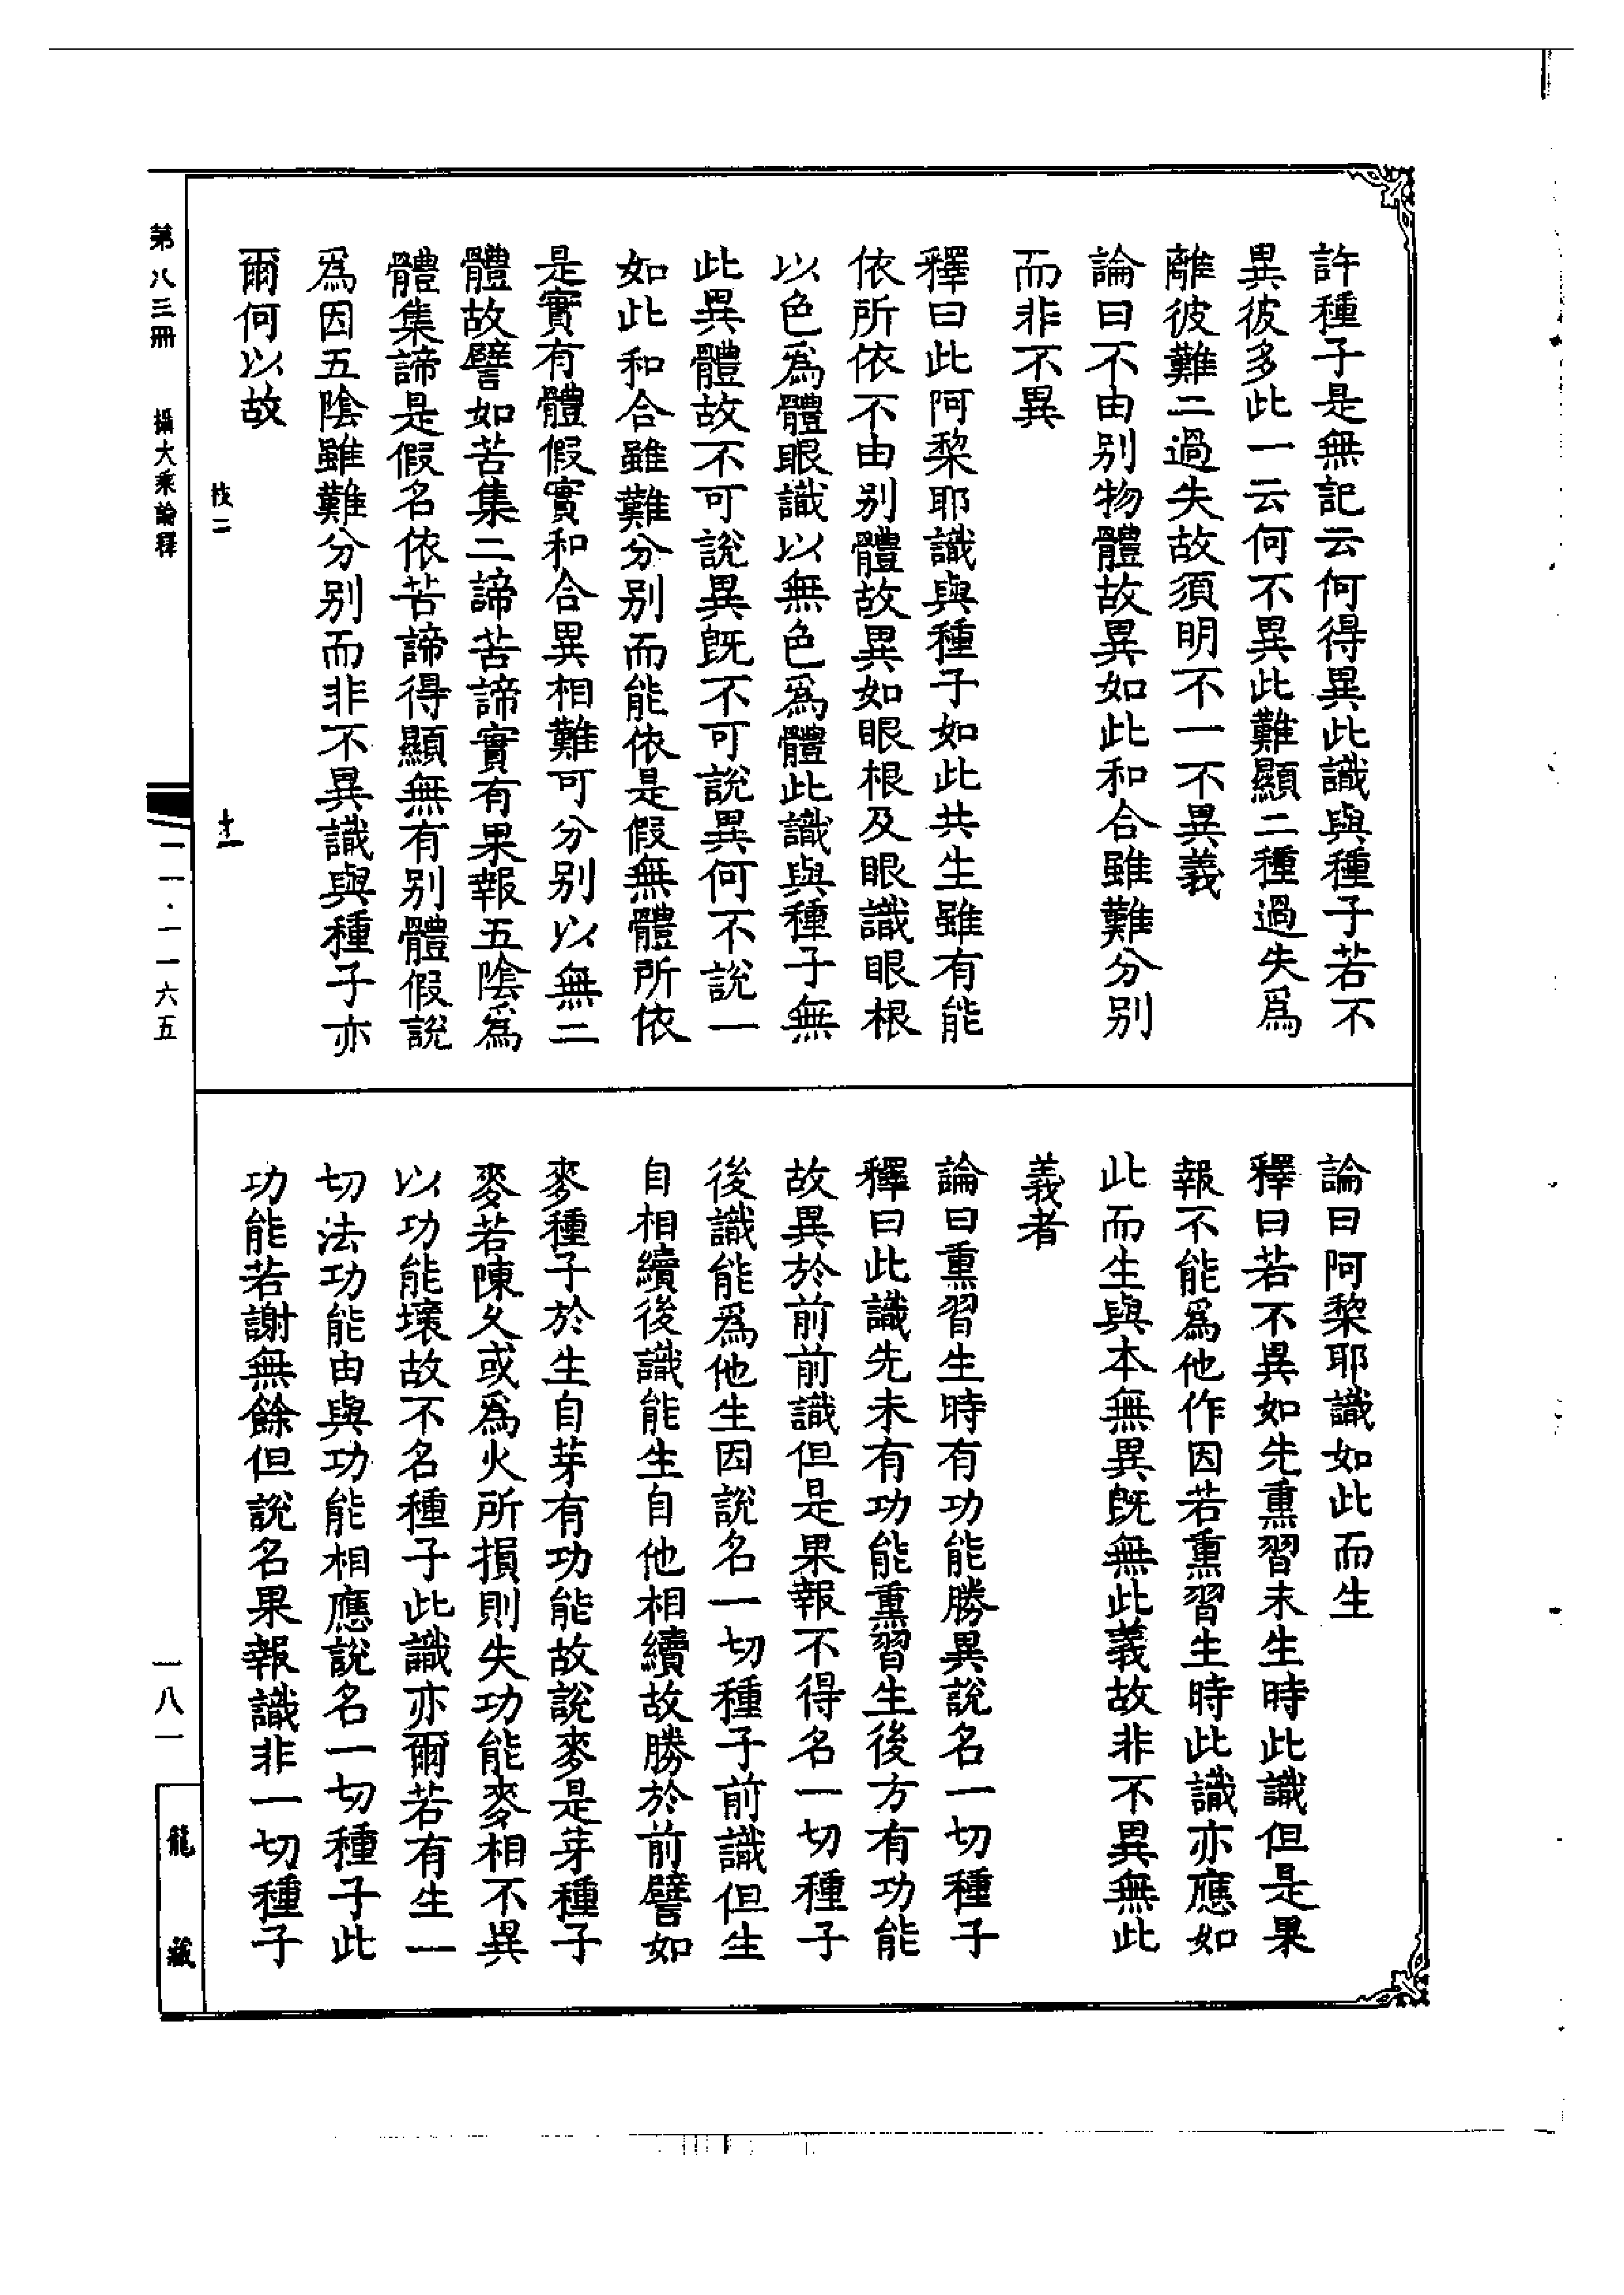 許種子是無記云何得異此識與種子若不
異彼多此一云何不異此難顯二種過失爲
離彼難二過失故須明不一不異義
論曰不由别物體故異如此和合雖難分别
而非不異
釋曰此阿棃耶識與種子如此共生雖有能
依所依不由别體故異如眼根及眼識眼根
以色爲體眼識以無色爲體此識與種子無
此異體故不可說異旣不可說異何不說一
如此和合雖難分别而能依是假無體所依
是實有體假實和合異相難可分别以無二
體故譬如苦集二諦苦諦實有果報五陰爲
體集諦是假名依苦諦得顯無有别體假說
爲因五陰雖難分别而非不異識與種子亦
爾何以故
論曰阿棃耶識如此而生
釋曰若不異如先熏習未生時此識但是果
報不能爲他作因若熏習生時此識亦應如
此而生與本無異旣無此義故非不異無此
義者
論曰熏習生時有功能勝異說名一切種子
釋曰此識先未有功能熏習生後方有功能
故異於前前識但是果報不得名一切種子
後識能爲他生因說名一切種子前識但生
自相續後識能生自他相續故勝於前譬如
麥種子於生自芽有功能故說麥是芽種子
麥若陳久或爲火所損則失功能麥相不異
以功能壞故不名種子此識亦爾若有生一
切法功能由與功能相應說名一切種子此
功能若謝無餘但說名果報識非一切種子
枝二
十一
第八三冊
攝大乘論釋
一一·一一六五
一八一
龍藏